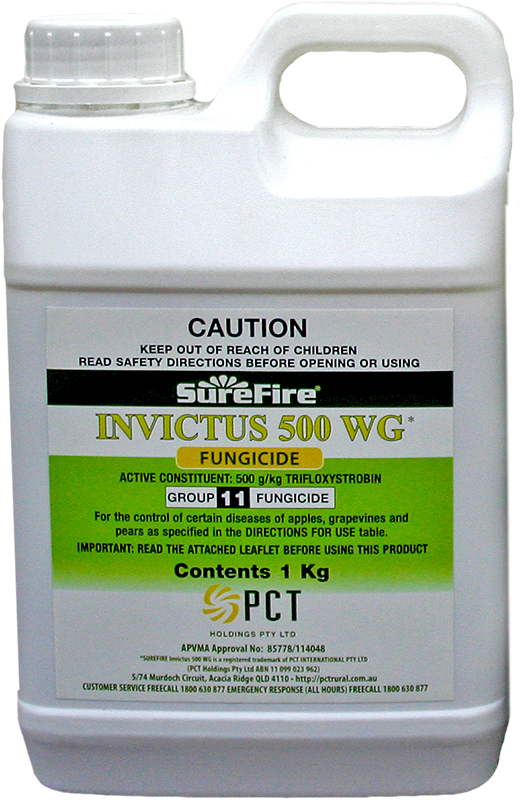 CAUTION
KEEP OUT OF REACH OF CHILDREN
READ SAFETY DIRECTIONS BEFORE OPENING OR USING
SureFire®
INVICTUS 500 WG*
FUNGICIDE
ACTIVE CONSTITUENT: 500 g/kg TRIFLOXYSTROBIN
GROUP 11 FUNGICIDE
For the control of certain diseases of apples, grapevines and
pears as specified in the DIRECTIONS FOR USE table.
IMPORTANT: READ THE ATTACHED LEAFLET BEFORE USING THIS PRODUCT
Contents 1 Kg
PCT
HOLDINGS PTY LTD
APVMA Approval No: 85778/114048
*SUREFIRE Invictus 500 WG is a registered trademark of PCT INTERNATIONAL PTY LTD
(PCT Holdings Pty Ltd ABN 11 099 023 962)
5/74 Murdoch Circuit, Acacia Ridge QLD 4110 - http://pctrural.com.au
CUSTOMER SERVICE FREECALL 1800 630 877 EMERGENCY RESPONSE (ALL HOURS) FREECALL 1800 630 877